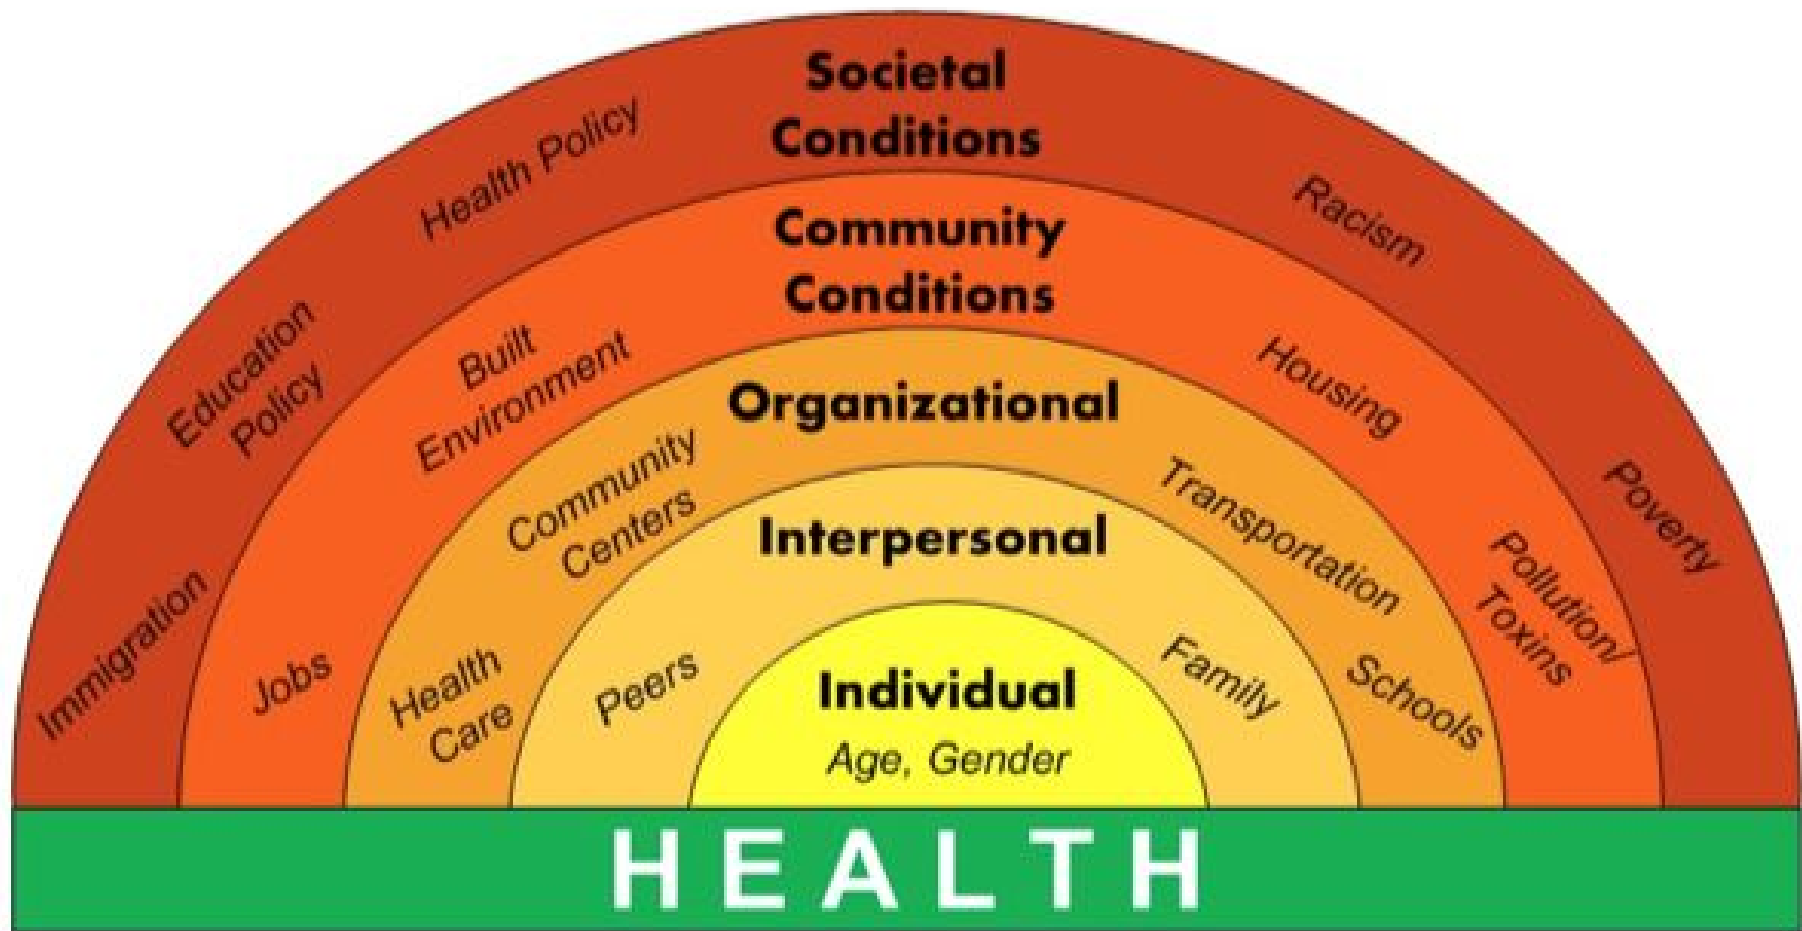 Societal
Conditions
Health Policy
Racism
Education
Policy
Poverty
Immigration
Community
Conditions
Built
Environment
Housing
Jobs
Pollution/
Toxins
Organizational
Community
Centers
Transportation
Health
Care
Schools
Interpersonal
Peers
Family
Individual
Age, Gender
HEALTH